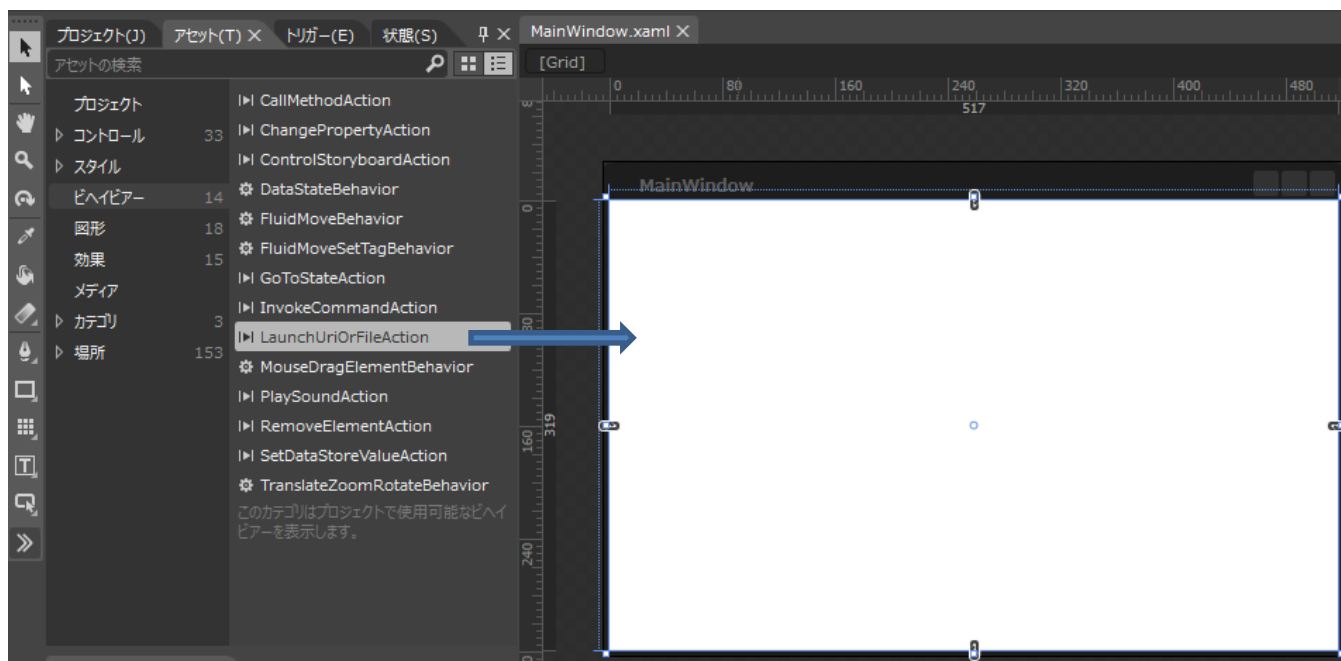 プロジェクト(J) アセット(T) × トリガー(E) 状態(S)
MainWindow.xaml ×
アセットの検索
[Grid]
プロジェクト
コントロール 33
スタイル
ビヘイビアー 14
図形 18
効果 15
メディア
カテゴリ 3
場所 153
CallMethodAction
ChangePropertyAction
ControlStoryboardAction
DataStateBehavior
FluidMoveBehavior
FluidMoveSetTagBehavior
GoToStateAction
InvokeCommandAction
LaunchUriOrFileAction
MouseDragElementBehavior
PlaySoundAction
RemoveElementAction
SetDataStoreValueAction
TranslateZoomRotateBehavior
このカテゴリはプロジェクトで使用可能なビヘイ
ビアーを表示します。
0 80 160 240 320 400 480
517
MainWindow
0
80
160
319
240